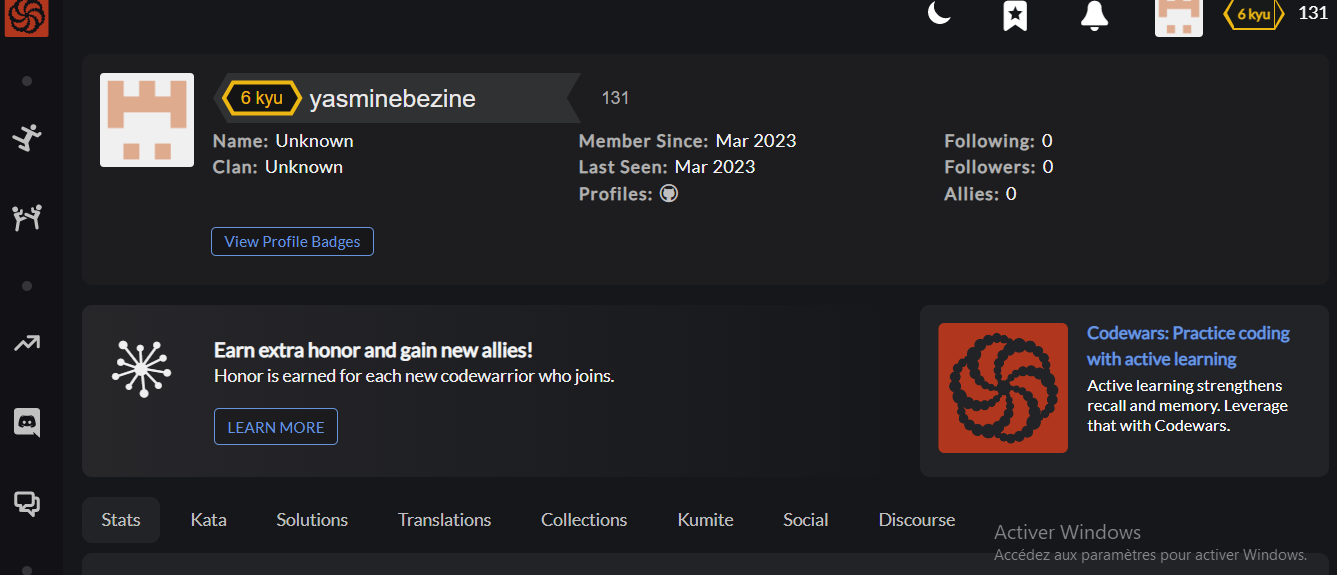 6 kyu 131
6 kyu yasminebezine 131
Name: Unknown Member Since: Mar 2023 Following: 0
Clan: Unknown Last Seen: Mar 2023 Followers: 0
Profiles: Allies: 0
View Profile Badges
Earn extra honor and gain new allies!
Honor is earned for each new codewarrior who joins.
LEARN MORE
Codewars: Practice coding
with active learning
Active learning strengthens
recall and memory. Leverage
that with Codewars.
Stats Kata Solutions Translations Collections Kumite Social Discourse
Activer Windows
Accédez aux paramètres pour activer Windows.